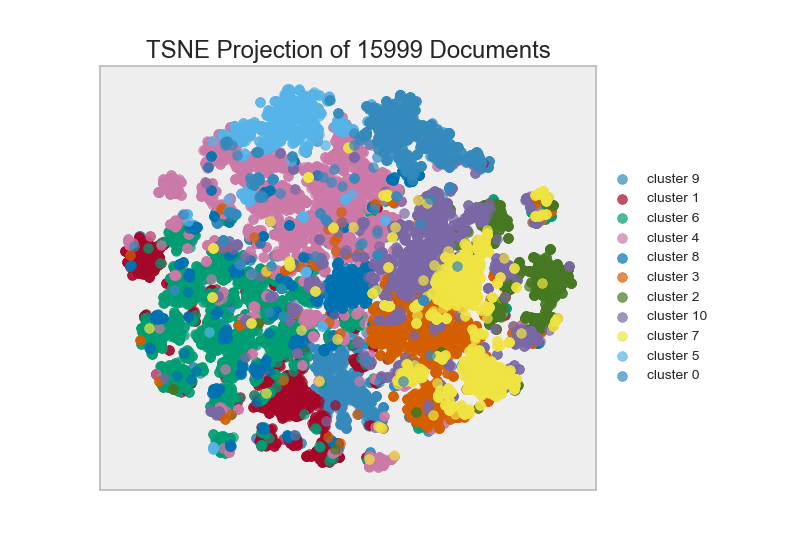 TSNE Projection of 15999 Documents
cluster 9
cluster 1
cluster 6
cluster 4
cluster 8
cluster 3
cluster 2
cluster 10
cluster 7
cluster 5
cluster 0